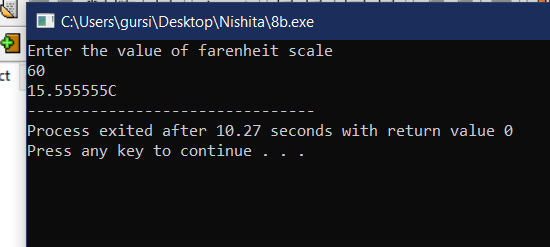 C:\Users\gursi\Desktop\Nishita\8b.exe
Enter the value of farenheit scale
60
15.555555C
--------------------------------
Process exited after 10.27 seconds with return value 0
Press any key to continue . . .
ct